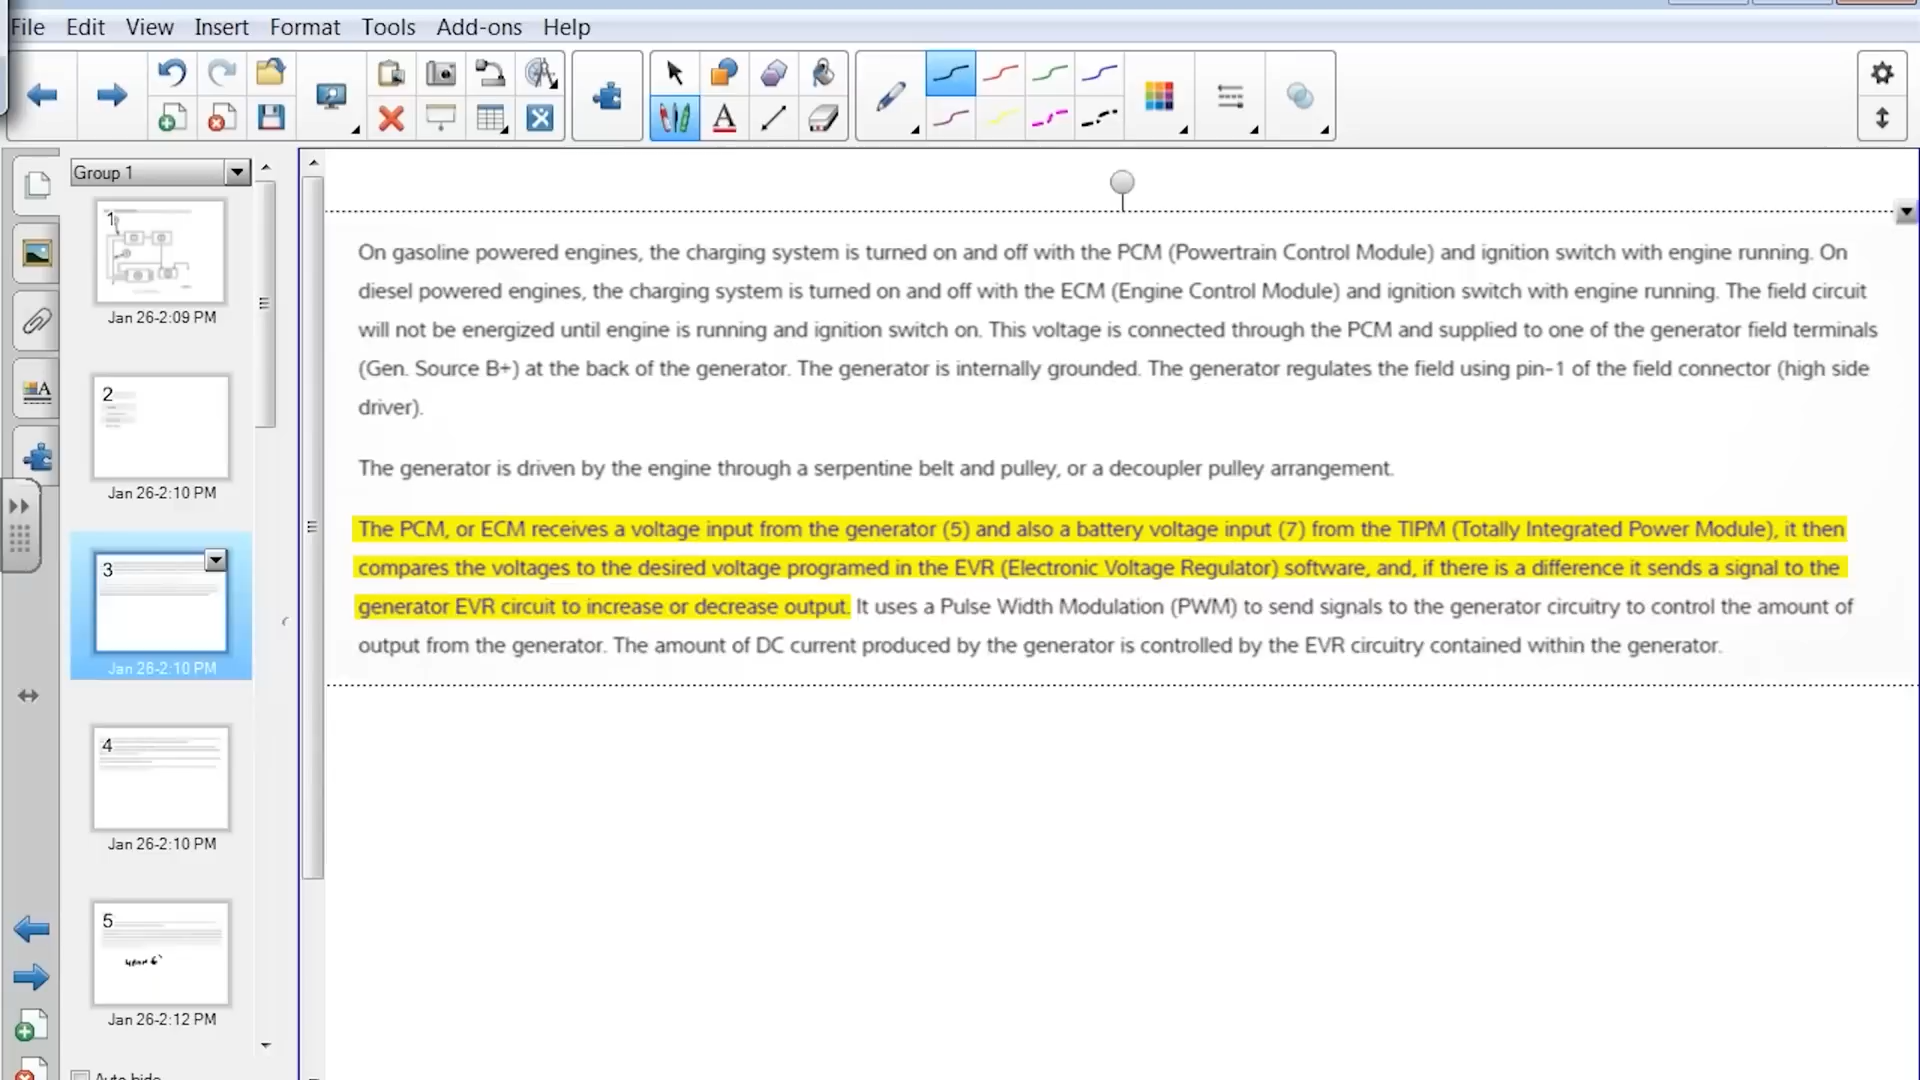 File Edit View Insert Format Tools Add-ons Help
Group 1
1
Jan 26-2:09 PM
2
Jan 26-2:10 PM
3
Jan 26-2:10 PM
4
Jan 26-2:10 PM
5
Jan 26-2:12 PM
Auto hide
On gasoline powered engines, the charging system is turned on and off with the PCM (Powertrain Control Module) and ignition switch with engine running. On
diesel powered engines, the charging system is turned on and off with the ECM (Engine Control Module) and ignition switch with engine running. The field circuit
will not be energized until engine is running and ignition switch on. This voltage is connected through the PCM and supplied to one of the generator field terminals
(Gen. Source B+) at the back of the generator. The generator is internally grounded. The generator regulates the field using pin-1 of the field connector (high side
driver).
The generator is driven by the engine through a serpentine belt and pulley, or a decoupler pulley arrangement.
The PCM, or ECM receives a voltage input from the generator (5) and also a battery voltage input (7) from the TIPM (Totally Integrated Power Module), it then
compares the voltages to the desired voltage programed in the EVR (Electronic Voltage Regulator) software, and, if there is a difference it sends a signal to the
generator EVR circuit to increase or decrease output. It uses a Pulse Width Modulation (PWM) to send signals to the generator circuitry to control the amount of
output from the generator. The amount of DC current produced by the generator is controlled by the EVR circuitry contained within the generator.